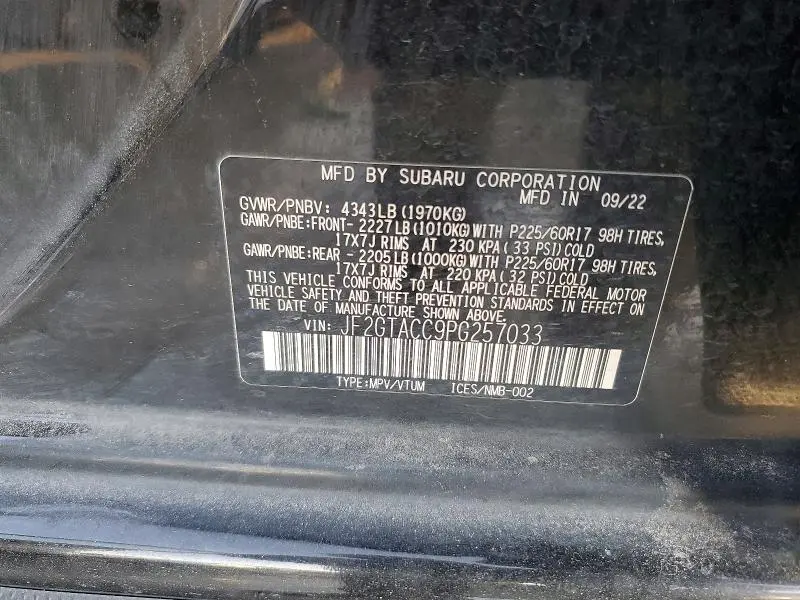 MFD BY SUBARU CORPORATION
MFD IN 09/22
GVWR/PNBV: 4343LB(1970KG)
GAWR/PNBE:FRONT- 2227LB(1010KG)WITH P225/60R17 98H TIRES,
17X7J RIMS AT 230 KPA(33 PSI)COLD
GAWR/PNBE:REAR - 2205LB(1000KG)WITH P225/60R17 98H TIRES,
17X7J RIMS AT 220 KPA(32 PSI)COLD
THIS VEHICLE CONFORMS TO ALL APPLICABLE FEDERAL MOTOR
VEHICLE SAFETY AND THEFT PREVENTION STANDARDS IN EFFECT ON
THE DATE OF MANUFACTURE SHOWN ABOVE.
VIN: JF2GTACC9PG257033
TYPE:MPV/VTUM ICES/NMB-002